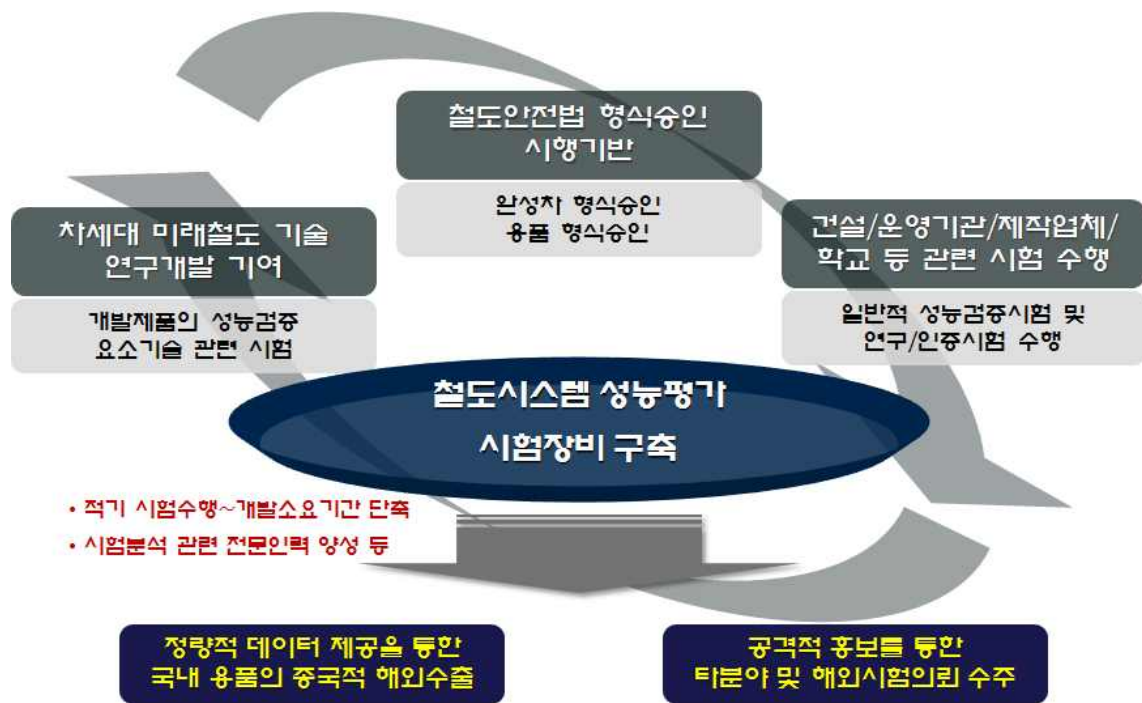 철도안전법 형식승인
시행기반
완성차 형식승인
용품 형식승인
차세대 미래철도 기술
연구개발 기여
개발제품의 성능검증
요소기술 관련 시험
건설/운영기관/제작업체/
학교 등 관련 시험 수행
일반적 성능검증시험 및
연구/인증시험 수행
철도시스템 성능평가
시험장비 구축
• 적기 시험수행~개발소요기간 단축
• 시험분석 관련 전문인력 양성 등
정량적 데이터 제공을 통한
국내 용품의 종국적 해외수출
공격적 홍보를 통한
타분야 및 해외시험의뢰 수주